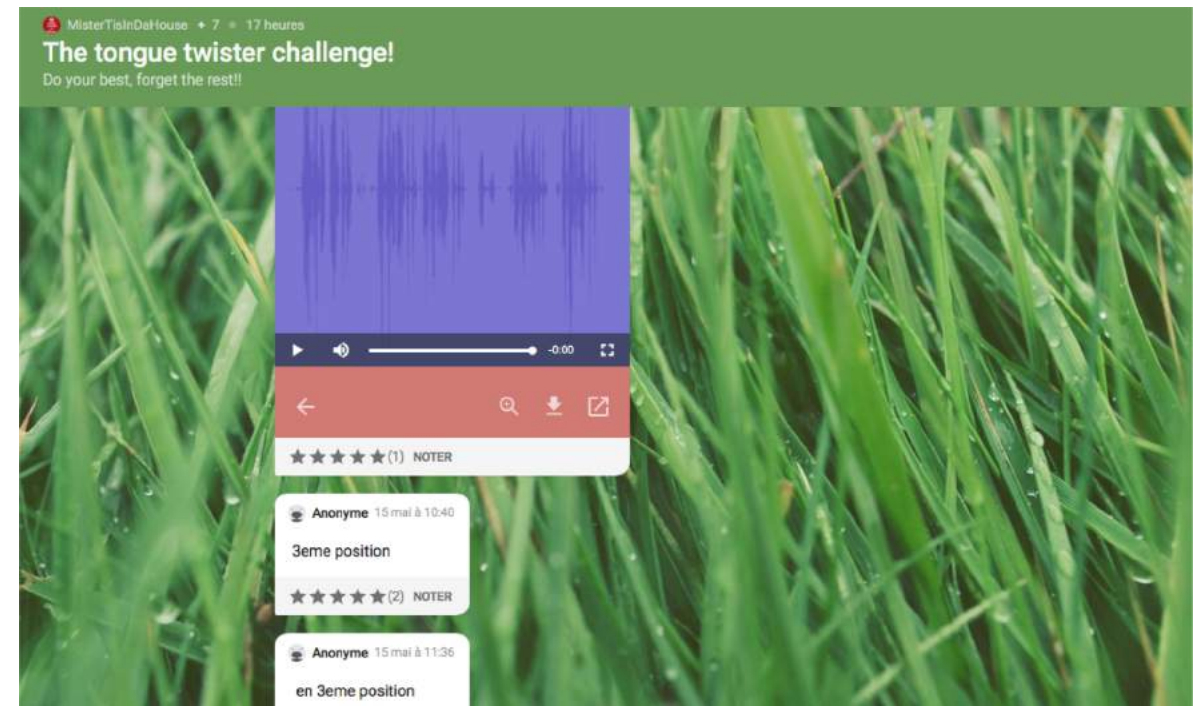 MisterTisInDaHouse + 7 • 17 heures
The tongue twister challenge!
Do your best, forget the rest!!
-0:00
(1) NOTER
Anonyme 15 mai à 10:40
3eme position
(2) NOTER
Anonyme 15 mai à 11:36
en 3eme position